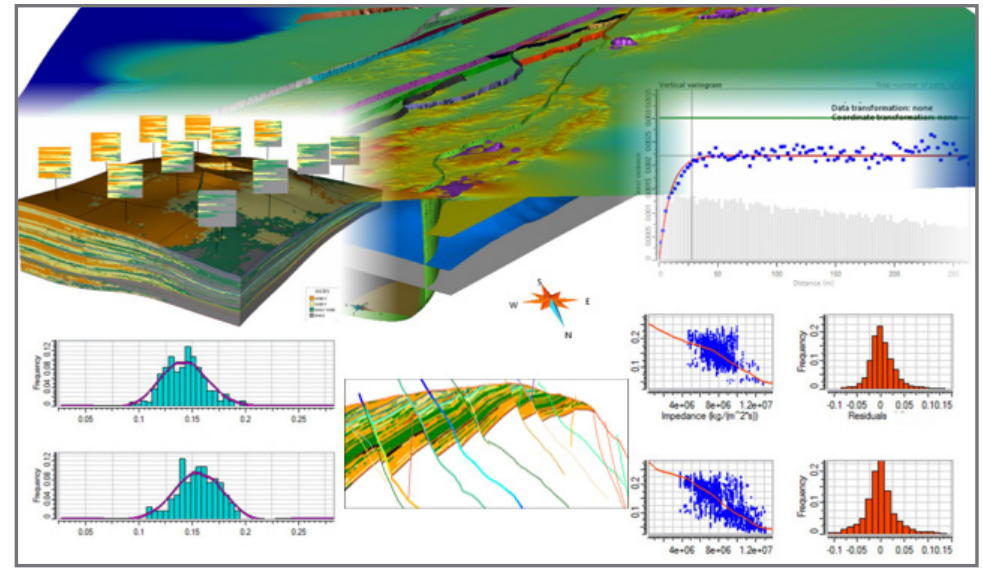 Vertical variogram
Data transformation: none
Coordinate transformation: none
0
50
100
150
200
250
Distance (m)
S
W
E
N
Frequency
0.12
0.08
0.04
0
0.05
0.1
0.15
0.2
0.25
Frequency
0.12
0.08
0.04
0
0.05
0.1
0.15
0.2
0.25
0.2
0.1
4e+06 8e+06 1.2e+07
Impedance (kg/(m^2*s))
Frequency
0.2
0.1
0
-0.1 -0.05 0 0.05 0.10.15
Residuals
0.2
0.1
4e+06 8e+06 1.2e+07
Frequency
0.2
0.1
0
-0.1 -0.05 0 0.05 0.10.15